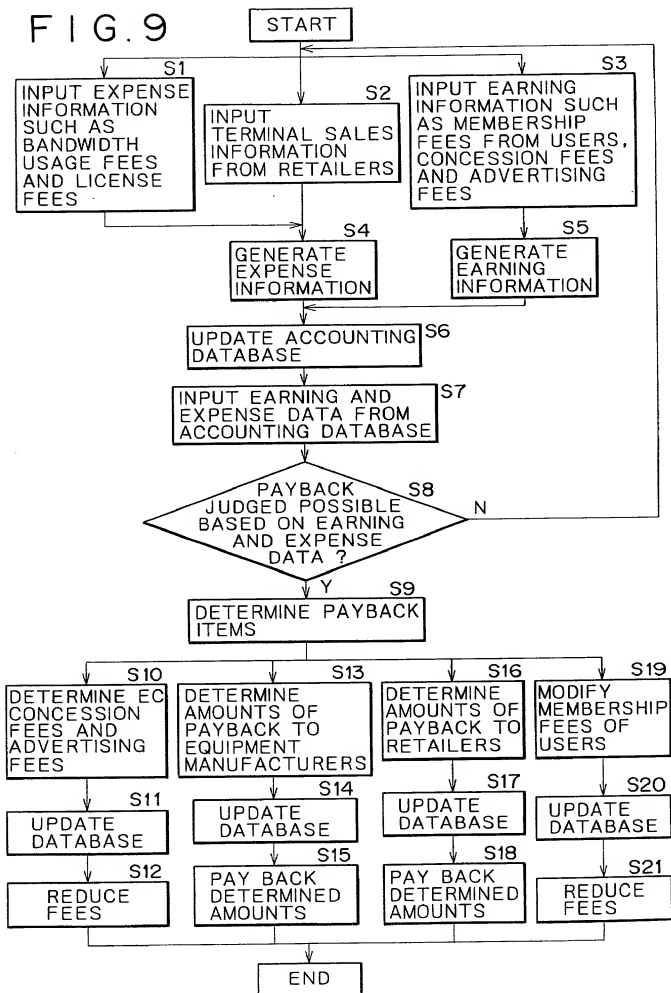 FIG.9
START
S1
INPUT EXPENSE
INFORMATION
SUCH AS
BANDWIDTH
USAGE FEES
AND LICENSE
FEES
S2
INPUT
TERMINAL SALES
INFORMATION
FROM RETAILERS
S3
INPUT EARNING
INFORMATION SUCH
AS MEMBERSHIP
FEES FROM USERS,
CONCESSION FEES
AND ADVERTISING
FEES
S4
GENERATE
EXPENSE
INFORMATION
S5
GENERATE
EARNING
INFORMATION
S6
UPDATE ACCOUNTING
DATABASE
S7
INPUT EARNING AND
EXPENSE DATA FROM
ACCOUNTING DATABASE
S8
PAYBACK
JUDGED POSSIBLE
BASED ON EARNING
AND EXPENSE
DATA ?
N
Y
S9
DETERMINE PAYBACK
ITEMS
S10
DETERMINE EC
CONCESSION
FEES AND
ADVERTISING
FEES
S11
UPDATE
DATABASE
S12
REDUCE
FEES
S13
DETERMINE
AMOUNTS OF
PAYBACK TO
EQUIPMENT
MANUFACTURERS
S14
UPDATE
DATABASE
S15
PAY BACK
DETERMINED
AMOUNTS
S16
DETERMINE
AMOUNTS OF
PAYBACK TO
RETAILERS
S17
UPDATE
DATABASE
S18
PAY BACK
DETERMINED
AMOUNTS
S19
MODIFY
MEMBERSHIP
FEES OF
USERS
S20
UPDATE
DATABASE
S21
REDUCE
FEES
END